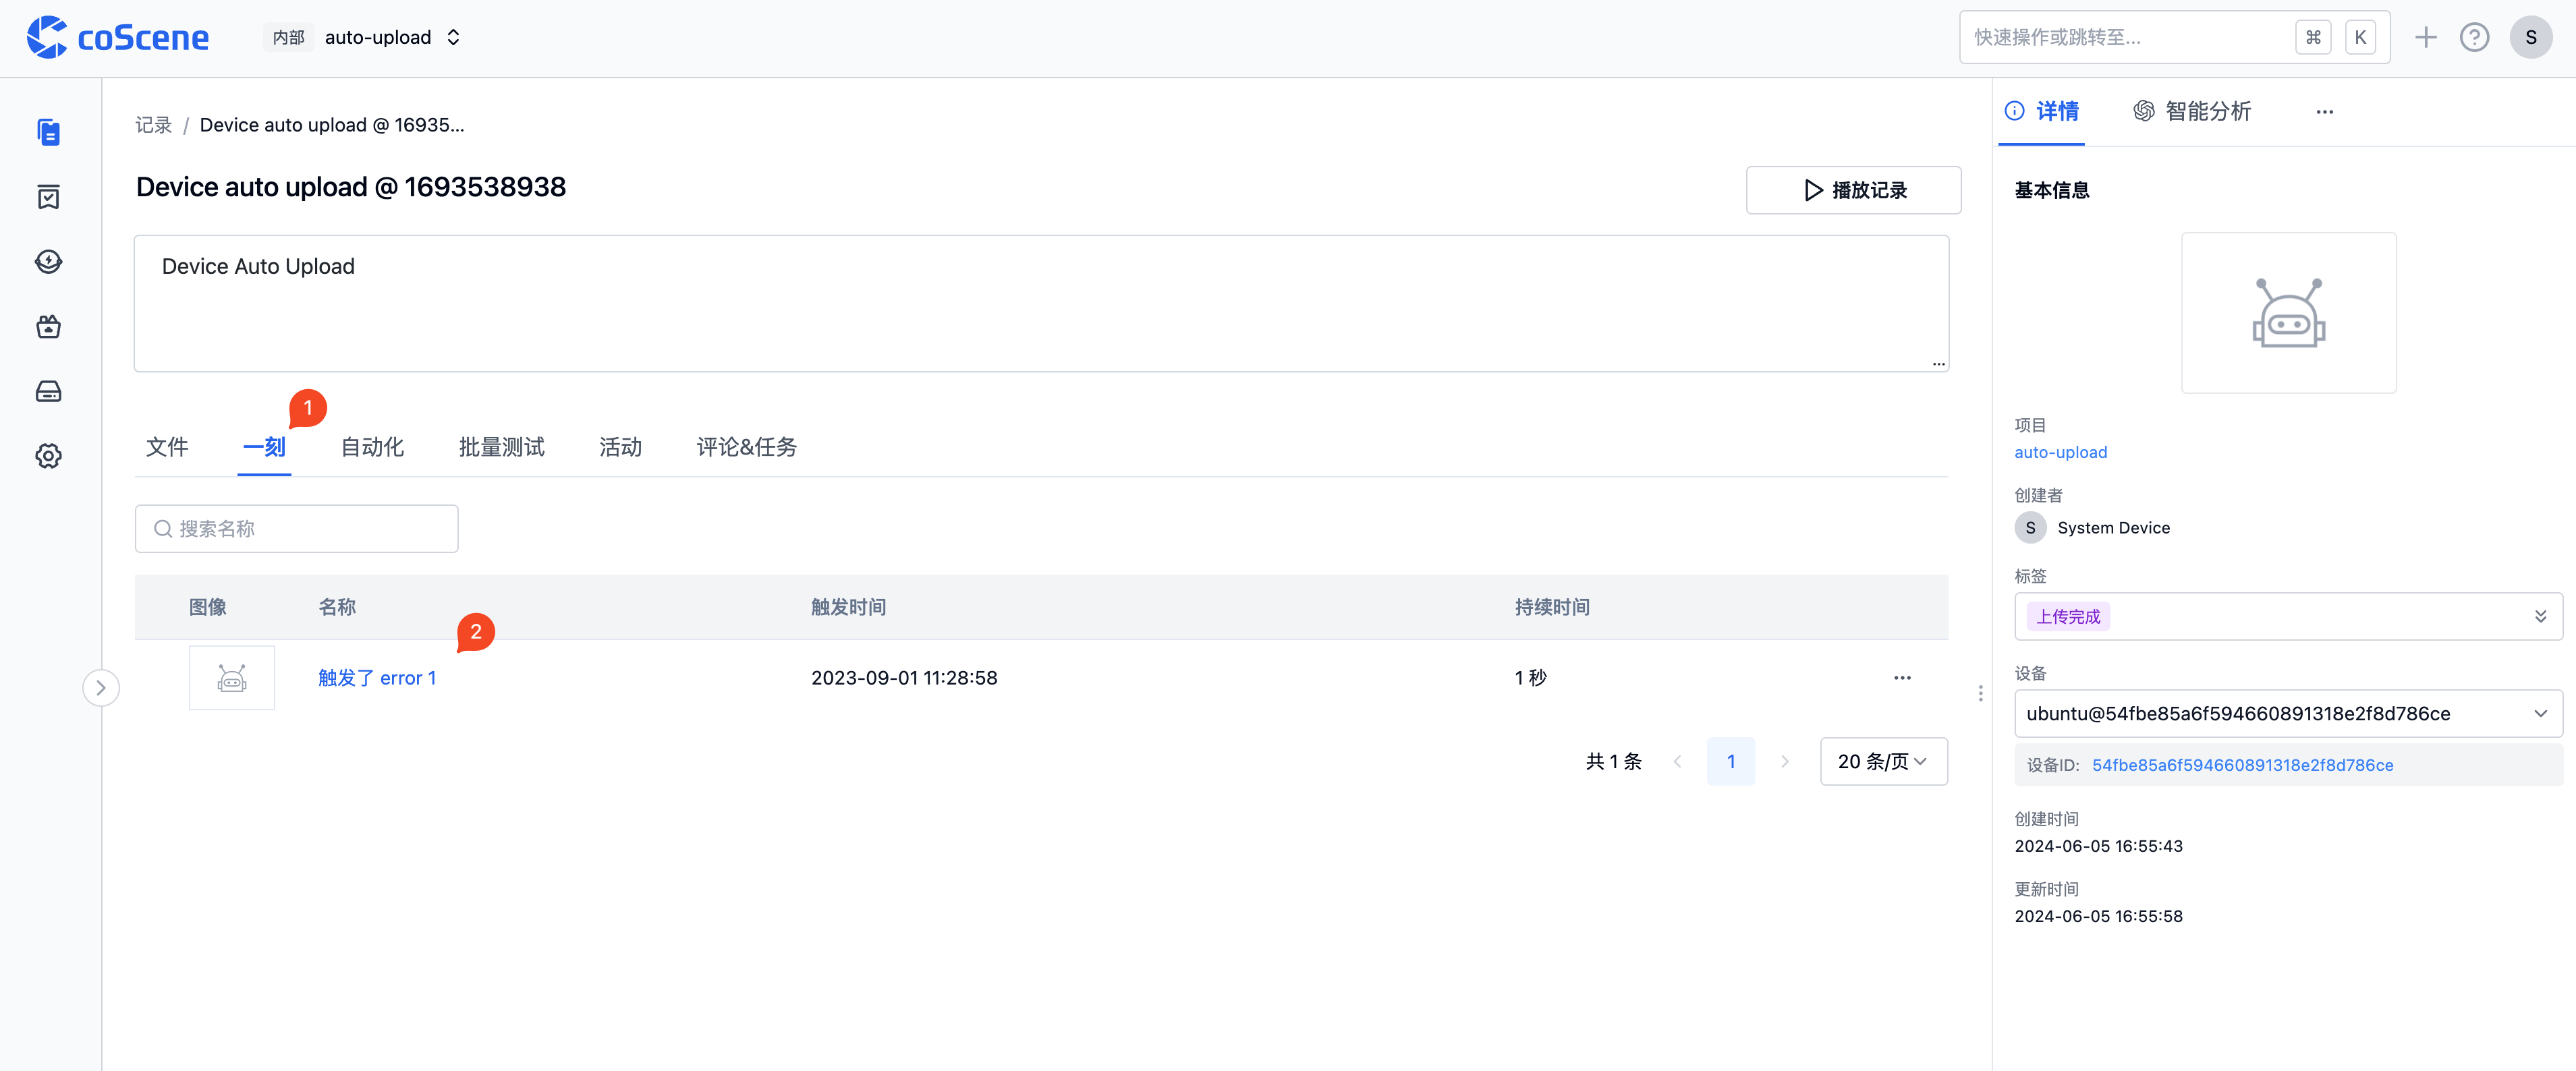 coScene
内部 auto-upload
快速操作或跳转至... ⌘ K
S
记录 / Device auto upload @ 16935...
Device auto upload @ 1693538938
播放记录
Device Auto Upload
1
文件 一刻 自动化 批量测试 活动 评论&任务
搜索名称
图像 名称 触发时间 持续时间
2
触发了 error 1 2023-09-01 11:28:58 1 秒
共 1 条 1 20 条/页
详情 智能分析
基本信息
项目
auto-upload
创建者
S System Device
标签
上传完成
设备
ubuntu@54fbe85a6f594660891318e2f8d786ce
设备ID: 54fbe85a6f594660891318e2f8d786ce
创建时间
2024-06-05 16:55:43
更新时间
2024-06-05 16:55:58